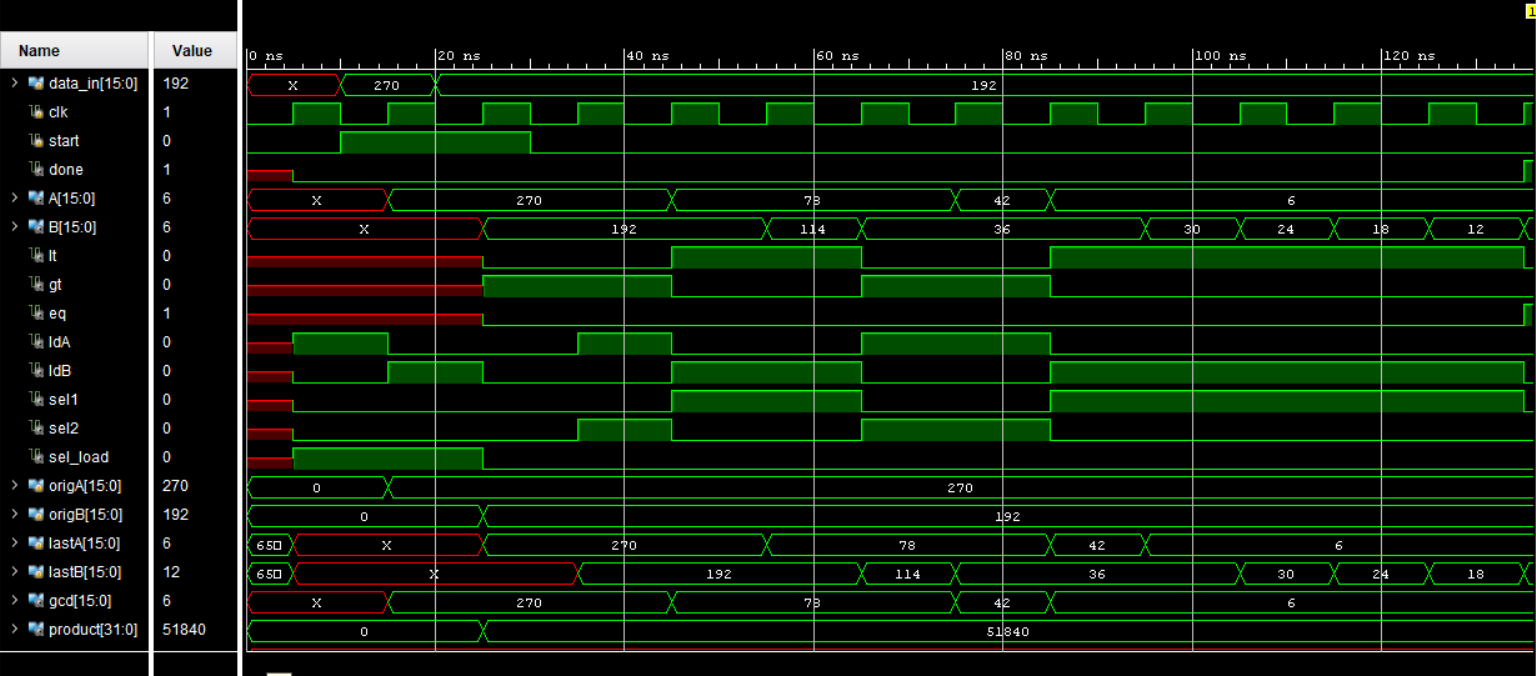 1
Name Value 0 ns 20 ns 40 ns 60 ns 80 ns 100 ns 120 ns
data_in[15:0] 192 X 270 192
clk 1
start 0
done 1
A[15:0] 6 X 270 78 42 6
B[15:0] 6 X 192 114 36 30 24 18 12
lt 0
gt 0
eq 1
ldA 0
ldB 0
sel1 0
sel2 0
sel_load 0
origA[15:0] 270 0 270
origB[15:0] 192 0 192
lastA[15:0] 6 65 X 270 78 42 6
lastB[15:0] 12 65 X 192 114 36 30 24 18
gcd[15:0] 6 X 270 78 42 6
product[31:0] 51840 0 51840